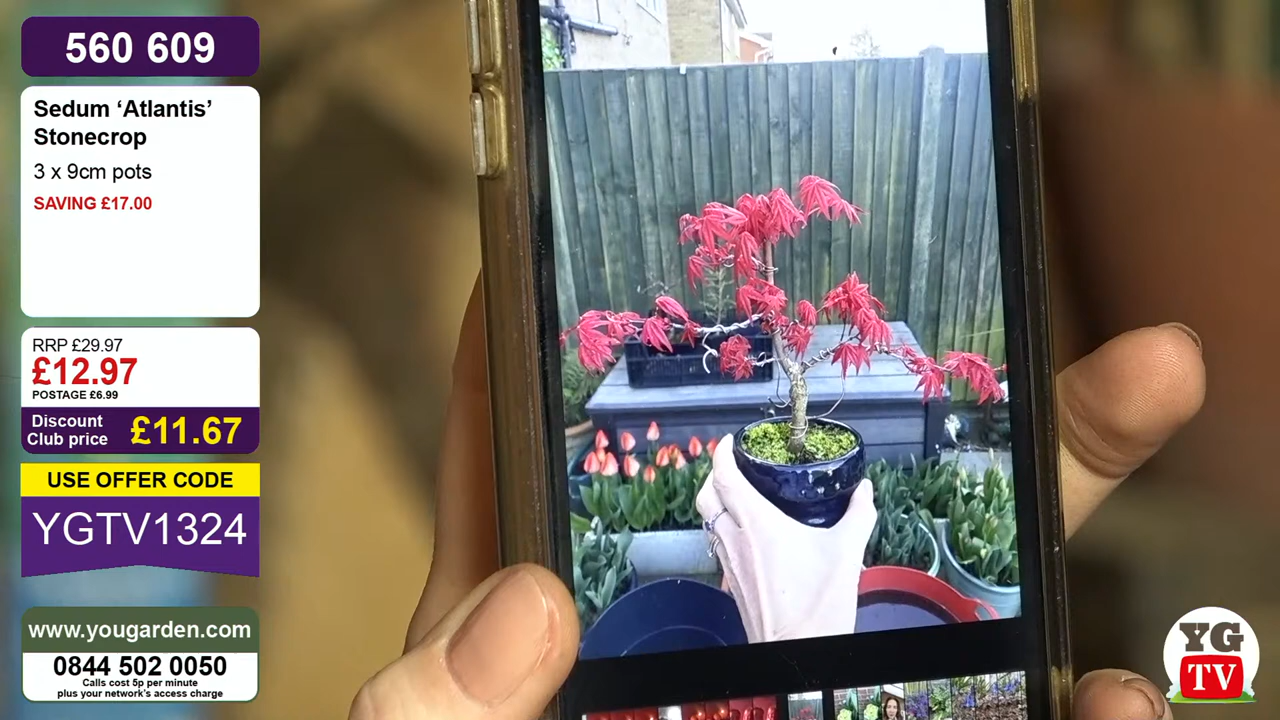 560 609
Sedum ‘Atlantis’
Stonecrop
3 x 9cm pots
SAVING £17.00
RRP £29.97
£12.97
POSTAGE £6.99
Discount
Club price £11.67
USE OFFER CODE
YGTV1324
www.yougarden.com
0844 502 0050
Calls cost 5p per minute
plus your network's access charge
YG
TV